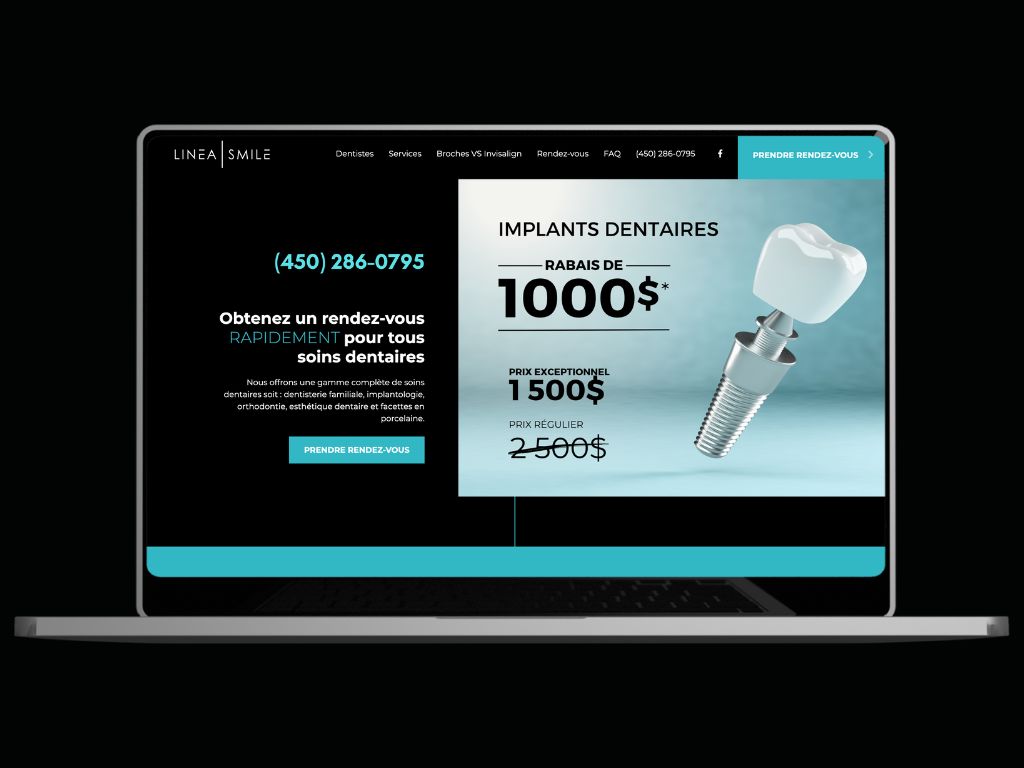 LINEA SMILE
Dentistes Services Broches VS Invisalign Rendez-vous FAQ (450) 286-0795 f
PRENDRE RENDEZ-VOUS
(450) 286-0795
Obtenez un rendez-vous
RAPIDEMENT pour tous
soins dentaires
Nous offrons une gamme complète de soins
dentaires soit : dentisterie familiale, implantologie,
orthodontie, esthétique dentaire et facettes en
porcelaine.
PRENDRE RENDEZ-VOUS
IMPLANTS DENTAIRES
RABAIS DE
1000$*
PRIX EXCEPTIONNEL
1 500$
PRIX RÉGULIER
2 500$